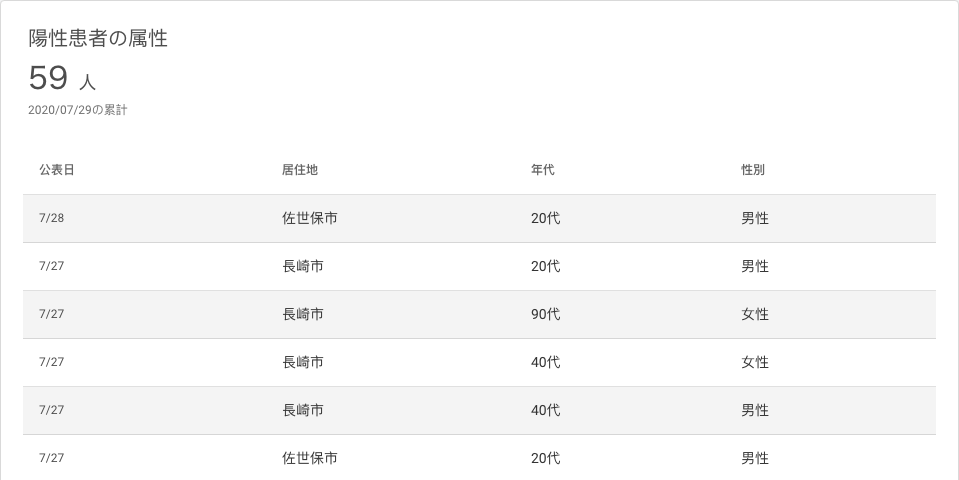 陽性患者の属性
59 人
2020/07/29の累計
公表日 居住地 年代 性別
7/28 佐世保市 20代 男性
7/27 長崎市 20代 男性
7/27 長崎市 90代 女性
7/27 長崎市 40代 女性
7/27 長崎市 40代 男性
7/27 佐世保市 20代 男性